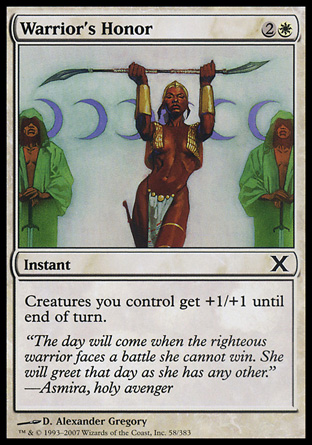 Warrior's Honor 2
Instant X
Creatures you control get +1/+1 until
end of turn.
"The day will come when the righteous
warrior faces a battle she cannot win. She
will greet that day as she has any other."
—Asmira, holy avenger
D. Alexander Gregory
™ & © 1993–2007 Wizards of the Coast, Inc. 58/383